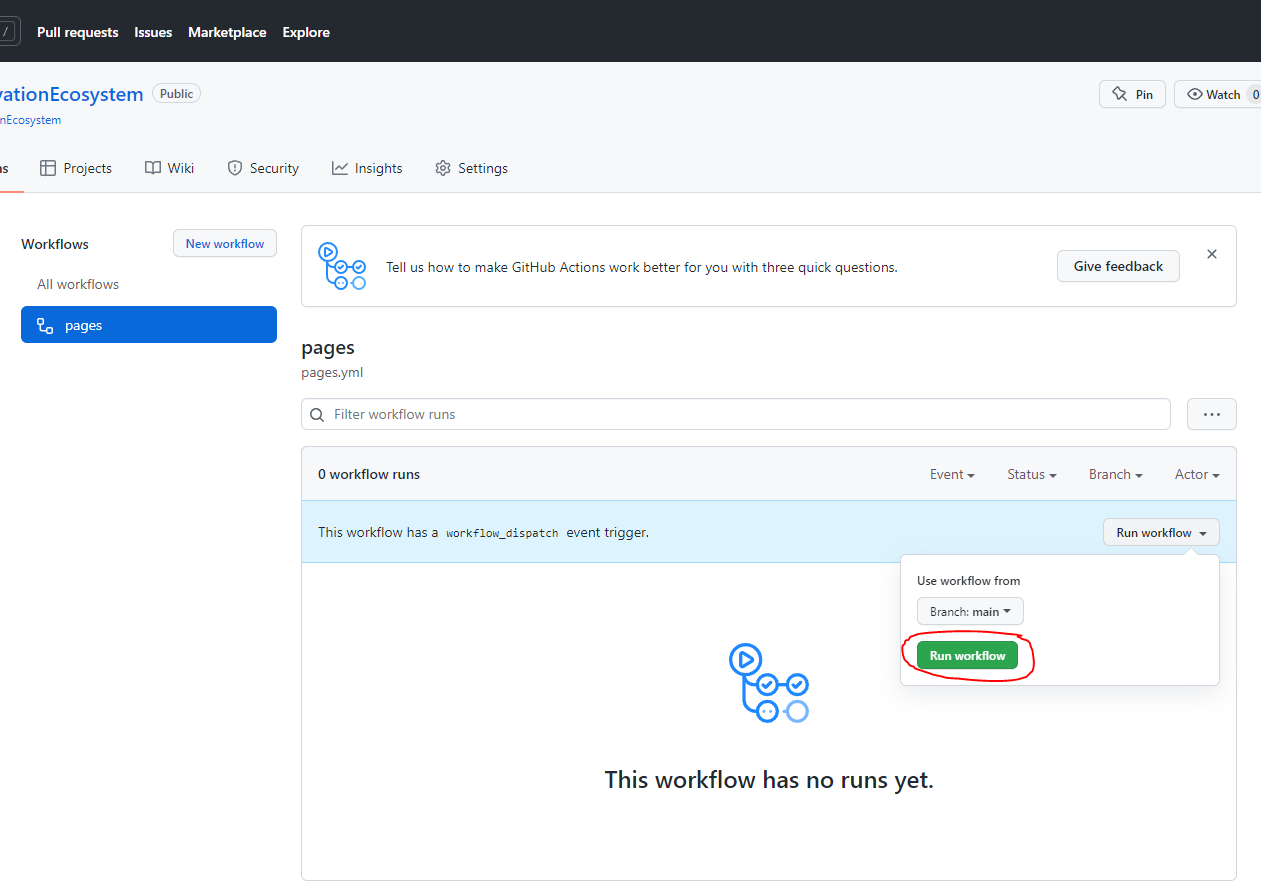 / Pull requests Issues Marketplace Explore
vationEcosystem Public Pin Watch 0
nEcosystem
ns Projects Wiki Security Insights Settings
Workflows New workflow
All workflows
pages
Tell us how to make GitHub Actions work better for you with three quick questions. Give feedback
pages
pages.yml
Filter workflow runs
0 workflow runs Event Status Branch Actor
This workflow has a workflow_dispatch event trigger. Run workflow
Use workflow from
Branch: main
Run workflow
This workflow has no runs yet.